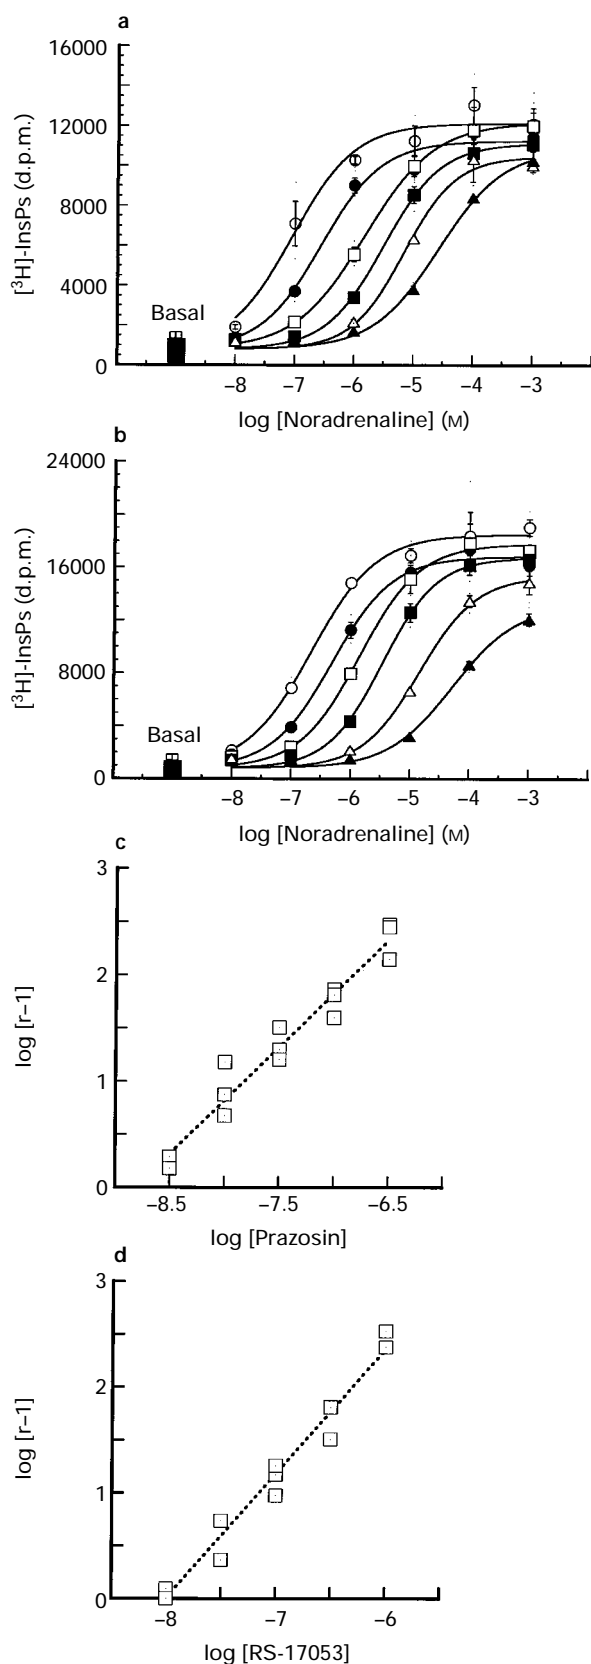 a
16000
12000
8000
4000
0
[³H]-InsPs (d.p.m.)
Basal
−8 −7 −6 −5 −4 −3
log [Noradrenaline] (M)
b
24000
16000
8000
0
[³H]-InsPs (d.p.m.)
Basal
−8 −7 −6 −5 −4 −3
log [Noradrenaline] (M)
c
3
2
1
0
log [r–1]
−8.5 −7.5 −6.5
log [Prazosin]
d
3
2
1
0
log [r–1]
−8 −7 −6
log [RS-17053]